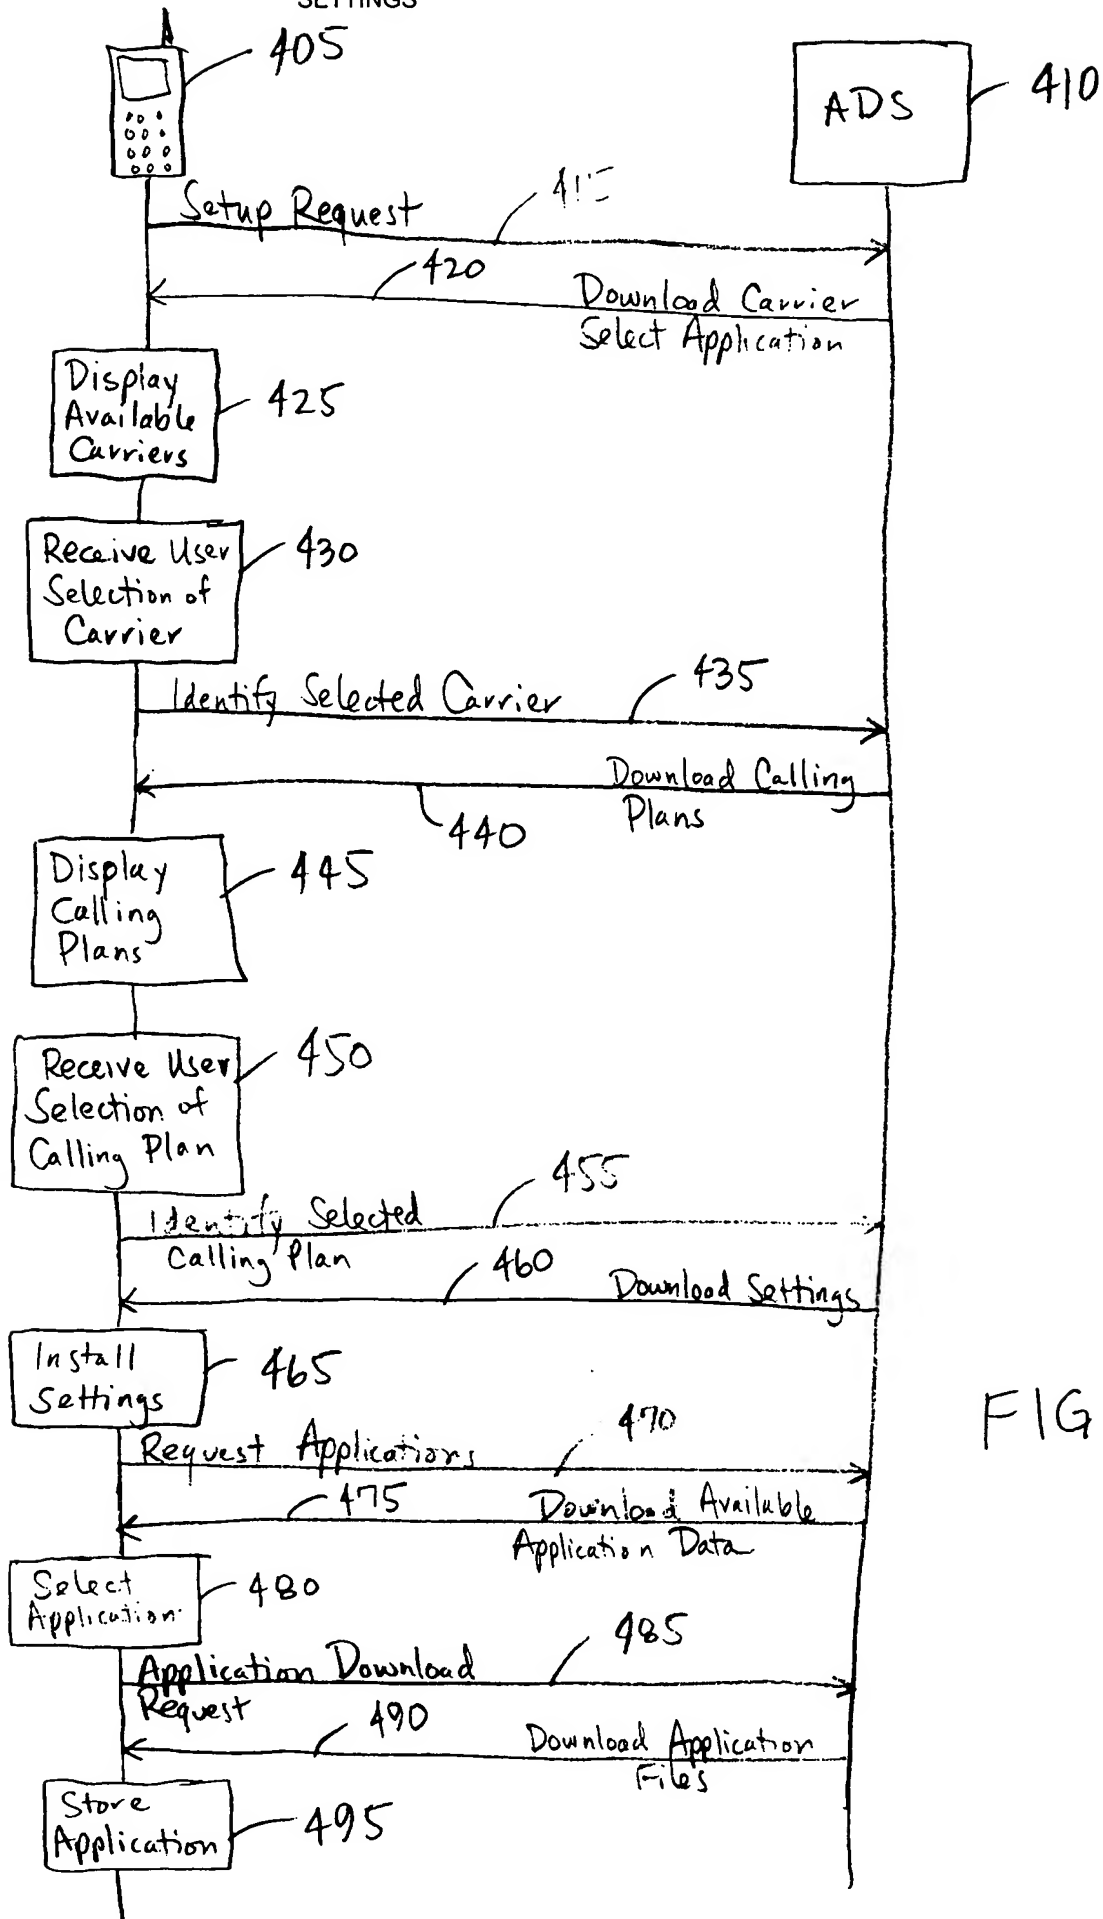 SETTINGS
405
410
ADS
Setup Request
420
Download Carrier
Select Application
Display
Available
Carriers
425
Receive User
Selection of
Carrier
430
Identify Selected Carrier
435
Download Calling
Plans
440
Display
Calling
Plans
445
Receive User
Selection of
Calling Plan
450
455
Identify Selected
Calling Plan
460
Download Settings
Install
Settings
465
FIG
470
Request Applications
475
Download Available
Application Data
Select
Application
480
485
Application Download
Request
490
Download Application
Files
Store
Application
495